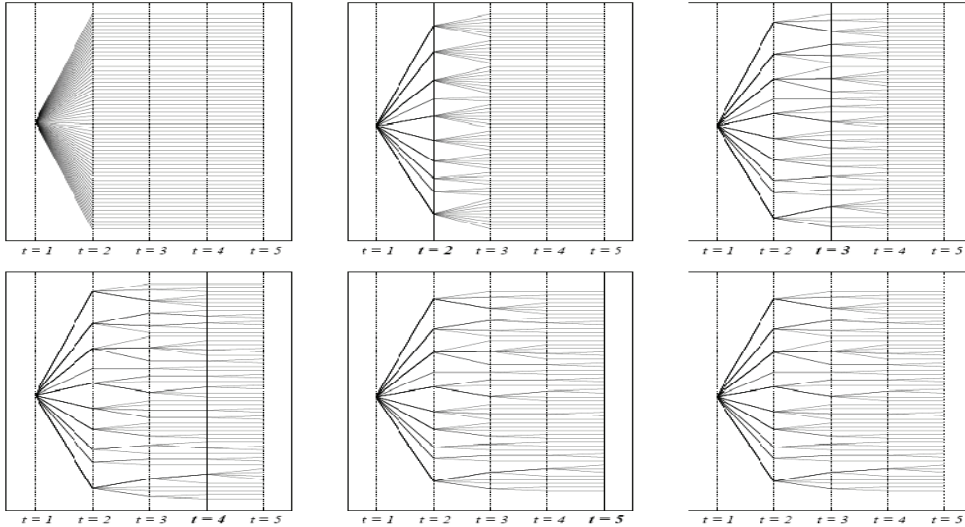 t = 1 t = 2 t = 3 t = 4 t = 5 t = 1 t = 2 t = 3 t = 4 t = 5 t = 1 t = 2 t = 3 t = 4 t = 5
t = 1 t = 2 t = 3 t = 4 t = 5 t = 1 t = 2 t = 3 t = 4 t = 5 t = 1 t = 2 t = 3 t = 4 t = 5